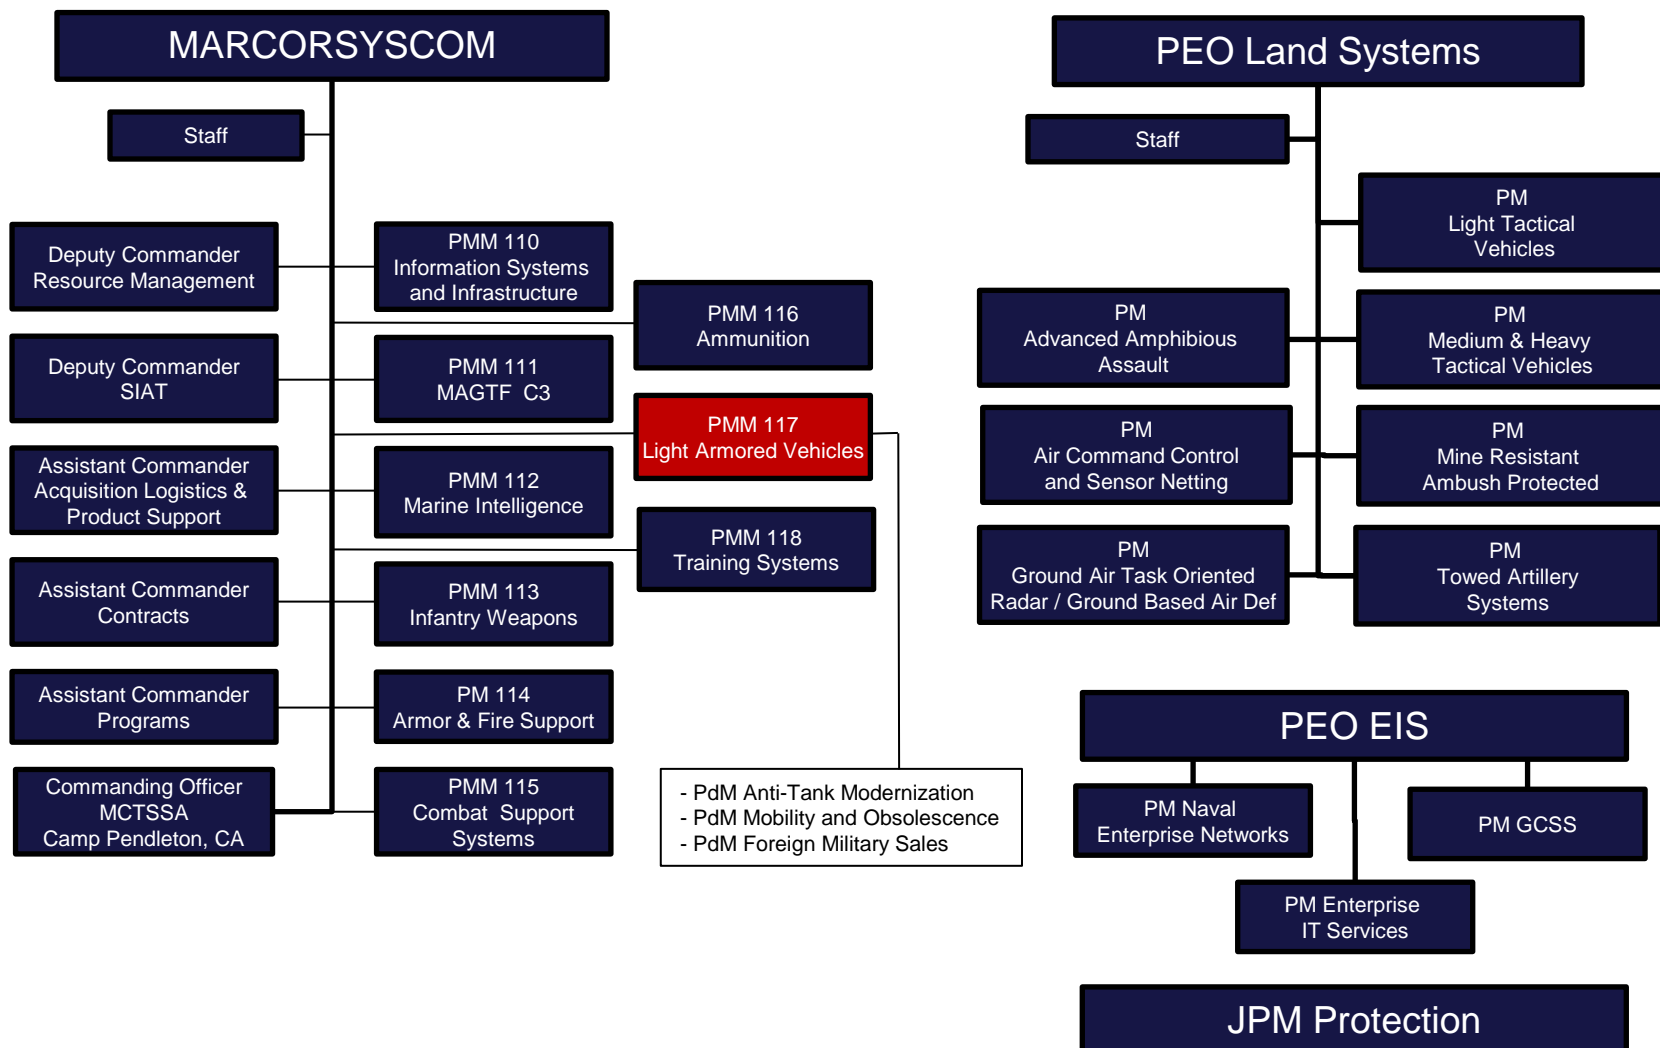 MARCORSYSCOM
Staff
Deputy Commander
Resource Management
Deputy Commander
SIAT
Assistant Commander
Acquisition Logistics &
Product Support
Assistant Commander
Contracts
Assistant Commander
Programs
Commanding Officer
MCTSSA
Camp Pendleton, CA
PMM 110
Information Systems
and Infrastructure
PMM 111
MAGTF C3
PMM 112
Marine Intelligence
PMM 113
Infantry Weapons
PM 114
Armor & Fire Support
PMM 115
Combat Support
Systems
PMM 116
Ammunition
PMM 117
Light Armored Vehicles
PMM 118
Training Systems
- PdM Anti-Tank Modernization
- PdM Mobility and Obsolescence
- PdM Foreign Military Sales
PEO Land Systems
Staff
PM
Light Tactical
Vehicles
PM
Advanced Amphibious
Assault
PM
Medium & Heavy
Tactical Vehicles
PM
Air Command Control
and Sensor Netting
PM
Mine Resistant
Ambush Protected
PM
Ground Air Task Oriented
Radar / Ground Based Air Def
PM
Towed Artillery
Systems
PEO EIS
PM Naval
Enterprise Networks
PM GCSS
PM Enterprise
IT Services
JPM Protection